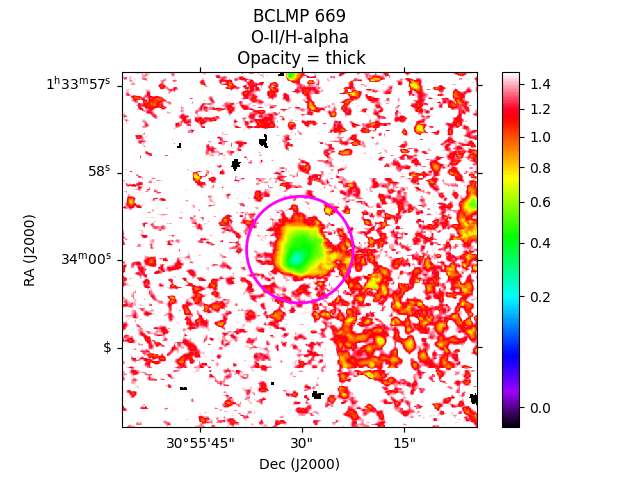 BCLMP 669
O-II/H-alpha
Opacity = thick
1ʰ33ᵐ57ˢ
58ˢ
34ᵐ00ˢ
$
RA (J2000)
30°55'45"
30"
15"
Dec (J2000)
1.4
1.2
1.0
0.8
0.6
0.4
0.2
0.0